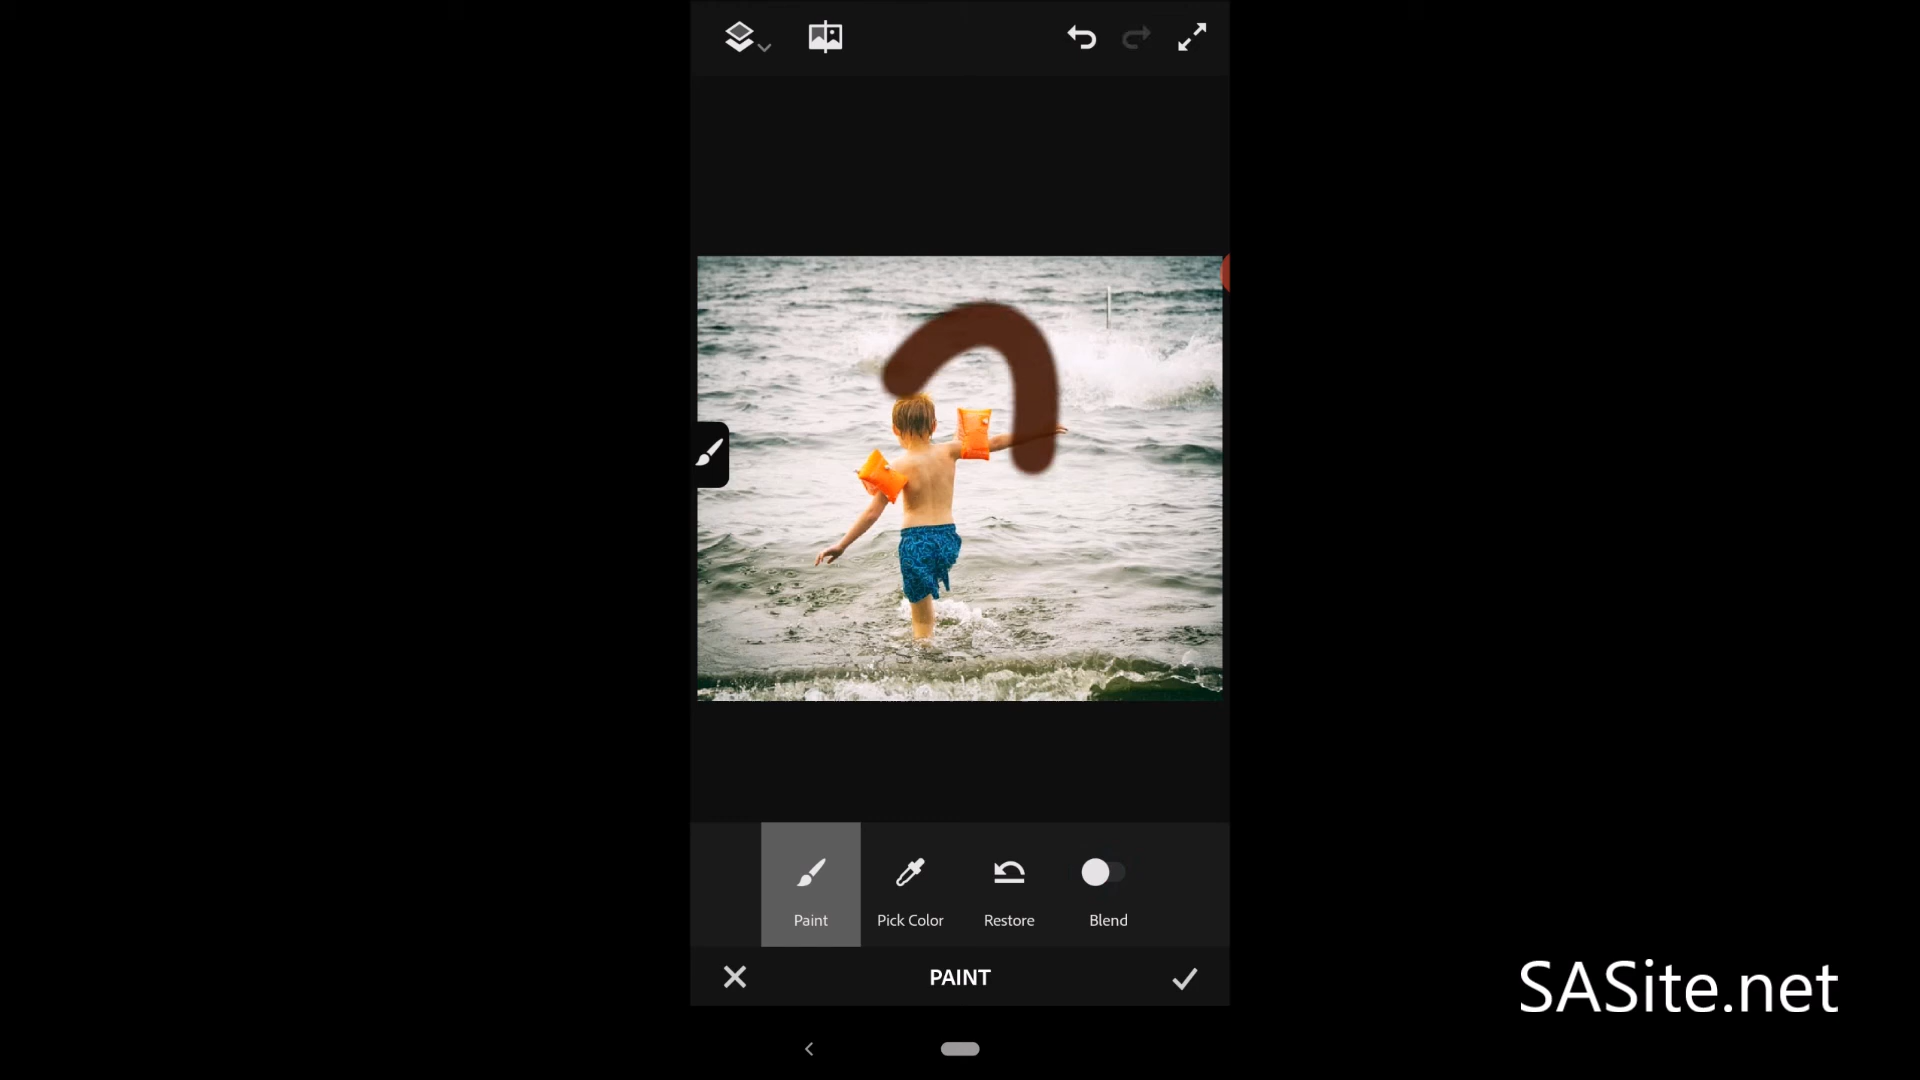 Paint
Pick Color
Restore
Blend
PAINT
SASite.net